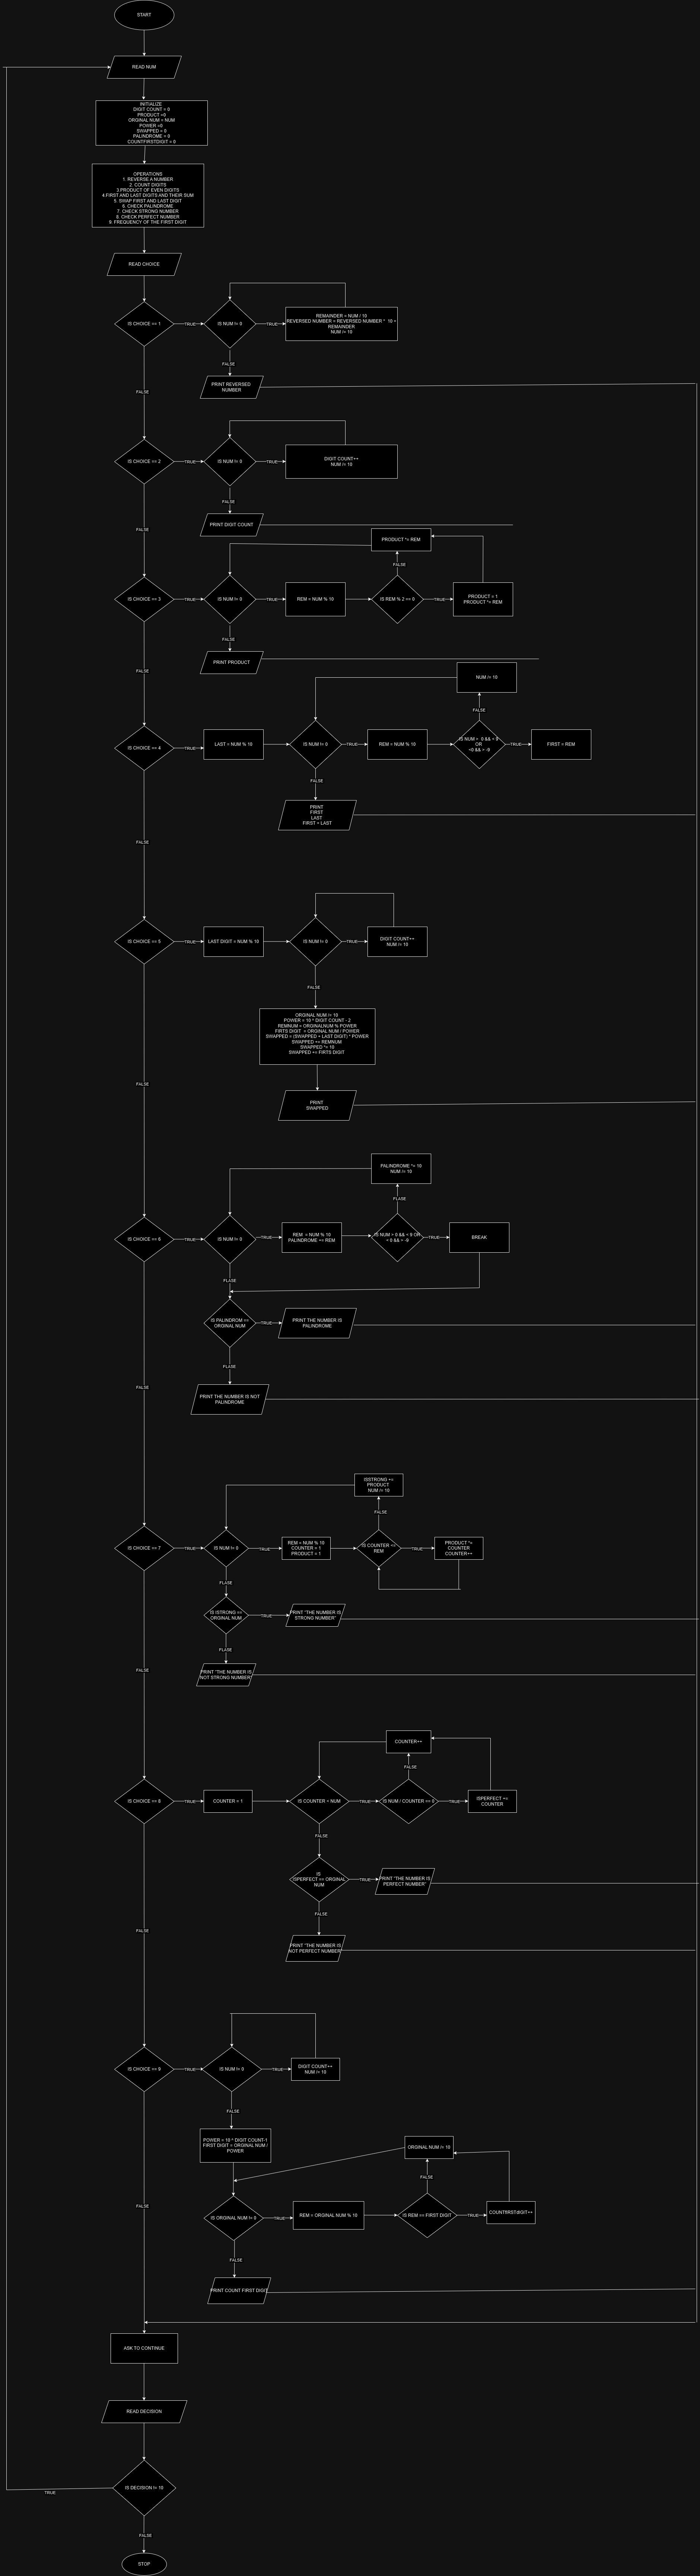 START
READ NUM
INITIALIZE
DIGIT COUNT = 0
PRODUCT =0
ORGINAL NUM = NUM
POWER =0
SWAPPED = 0
PALINDROME = 0
COUNTFIRSTDIGIT = 0
OPERATIONS
1. REVERSE A NUMBER
2. COUNT DIGITS
3.PRODUCT OF EVEN DIGITS
4.FIRST AND LAST DIGITS AND THEIR SUM
5. SWAP FIRST AND LAST DIGIT
6. CHECK PALINDROME
7. CHECK STRONG NUMBER
8. CHECK PERFECT NUMBER
9. FREQUENCY OF THE FIRST DIGIT
READ CHOICE
IS CHOICE == 1
TRUE
IS NUM != 0
TRUE
REMAINDER = NUM / 10
REVERSED NUMBER = REVERSED NUMBER * 10 +
REMAINDER
NUM /= 10
FALSE
PRINT REVERSED
NUMBER
FALSE
IS CHOICE == 2
TRUE
IS NUM != 0
TRUE
DIGIT COUNT++
NUM /= 10
FALSE
PRINT DIGIT COUNT
FALSE
PRODUCT *= REM
FALSE
IS CHOICE == 3
TRUE
IS NUM != 0
TRUE
REM = NUM % 10
IS REM % 2 == 0
TRUE
PRODUCT = 1
PRODUCT *= REM
FALSE
PRINT PRODUCT
FALSE
NUM /= 10
FALSE
IS CHOICE == 4
TRUE
LAST = NUM % 10
IS NUM != 0
TRUE
REM = NUM % 10
IS NUM > 0 && < 9
OR
<0 && > -9
TRUE
FIRST = REM
FALSE
PRINT
FIRST
LAST
FIRST + LAST
FALSE
IS CHOICE == 5
TRUE
LAST DIGIT = NUM % 10
IS NUM != 0
TRUE
DIGIT COUNT++
NUM /= 10
FALSE
ORGINAL NUM /= 10
POWER = 10 ^ DIGIT COUNT - 2
REMNUM = ORGINALNUM % POWER
FIRTS DIGIT = ORGINAL NUM / POWER
SWAPPED = (SWAPPED + LAST DIGIT) * POWER
SWAPPED += REMNUM
SWAPPED *= 10
SWAPPED += FIRTS DIGIT
PRINT
SWAPPED
FALSE
PALINDROME *= 10
NUM /= 10
FLASE
IS CHOICE == 6
TRUE
IS NUM != 0
TRUE
REM = NUM % 10
PALINDROME += REM
IS NUM > 0 && < 9 OR
< 0 && > -9
TRUE
BREAK
FLASE
IS PALINDROM ==
ORGINAL NUM
TRUE
PRINT THE NUMBER IS
PALINDROME
FLASE
PRINT THE NUMBER IS NOT
PALINDROME
FALSE
ISSTRONG +=
PRODUCT
NUM /= 10
FALSE
IS CHOICE == 7
TRUE
IS NUM != 0
TRUE
REM = NUM % 10
COUNTER = 1
PRODUCT = 1
IS COUNTER <=
REM
TRUE
PRODUCT *=
COUNTER
COUNTER++
FLASE
IS ISTRONG ==
ORGINAL NUM
TRUE
PRINT "THE NUMBER IS
STRONG NUMBER"
FLASE
PRINT "THE NUMBER IS
NOT STRONG NUMBER"
FALSE
COUNTER++
FALSE
IS CHOICE == 8
TRUE
COUNTER = 1
IS COUNTER < NUM
TRUE
IS NUM / COUNTER == 0
TRUE
ISPERFECT +=
COUNTER
FALSE
IS
ISPERFECT == ORGINAL
NUM
TRUE
PRINT "THE NUMBER IS
PERFECT NUMBER"
FALSE
PRINT "THE NUMBER IS
NOT PERFECT NUMBER"
FALSE
IS CHOICE == 9
TRUE
IS NUM != 0
TRUE
DIGIT COUNT++
NUM /= 10
FALSE
POWER = 10 ^ DIGIT COUNT-1
FIRST DIGIT = ORGINAL NUM /
POWER
ORGINAL NUM /= 10
FALSE
FALSE
IS ORGINAL NUM != 0
TRUE
REM = ORGINAL NUM % 10
IS REM == FIRST DIGIT
TRUE
COUNTfIRSTdIGIT++
FALSE
PRINT COUNT FIRST DIGIT
ASK TO CONTINUE
READ DECISION
IS DECISION != 10
TRUE
FALSE
STOP